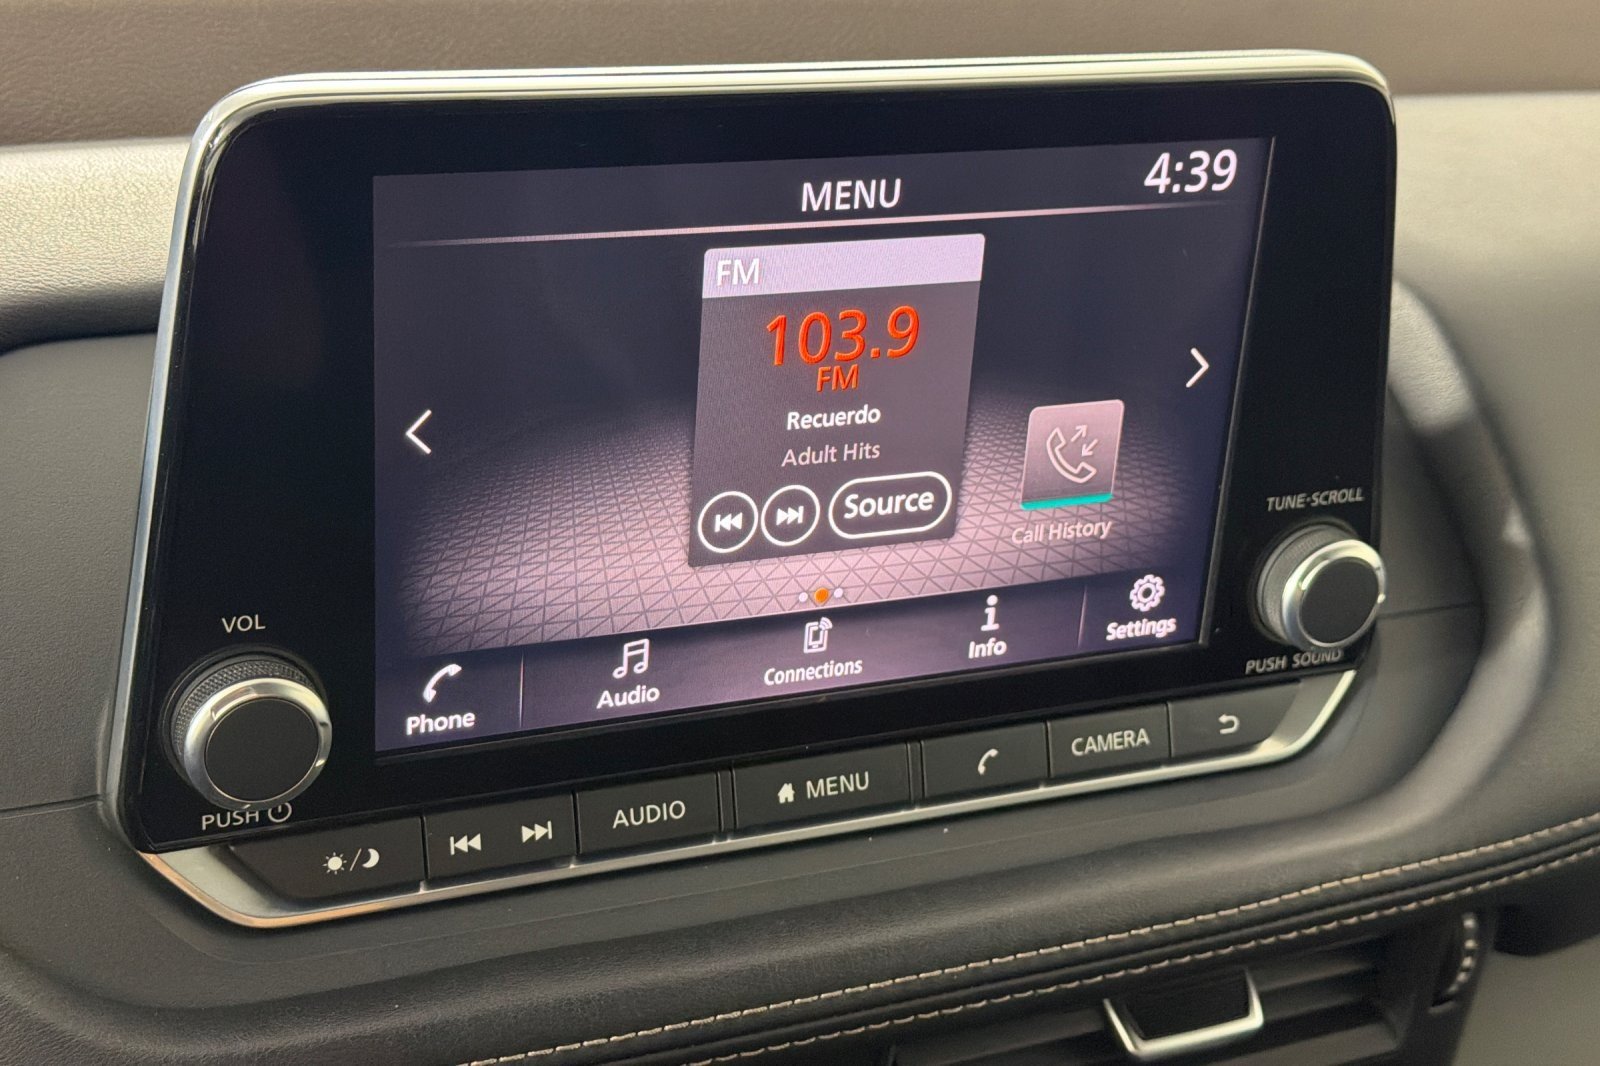 MENU
4:39
FM
103.9
FM
Recuerdo
Adult Hits
Source
Call History
Phone
Audio
Connections
Info
Settings
VOL
PUSH
TUNE·SCROLL
PUSH SOUND
AUDIO
MENU
CAMERA